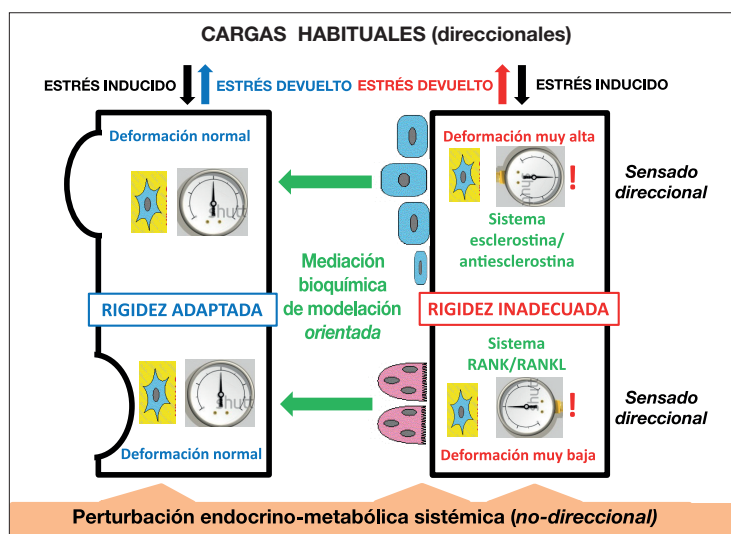 CARGAS HABITUALES (direccionales)
ESTRÉS INDUCIDO
ESTRÉS DEVUELTO
ESTRÉS DEVUELTO
ESTRÉS INDUCIDO
Deformación normal
shutt
Deformación muy alta
!
Sensado
direccional
Sistema
esclerostina/
antiesclerostina
Mediación
bioquímica
de modelación
orientada
RIGIDEZ ADAPTADA
RIGIDEZ INADECUADA
Sistema
RANK/RANKL
shutt
Deformación normal
!
Deformación muy baja
Sensado
direccional
Perturbación endocrino-metabólica sistémica (no-direccional)